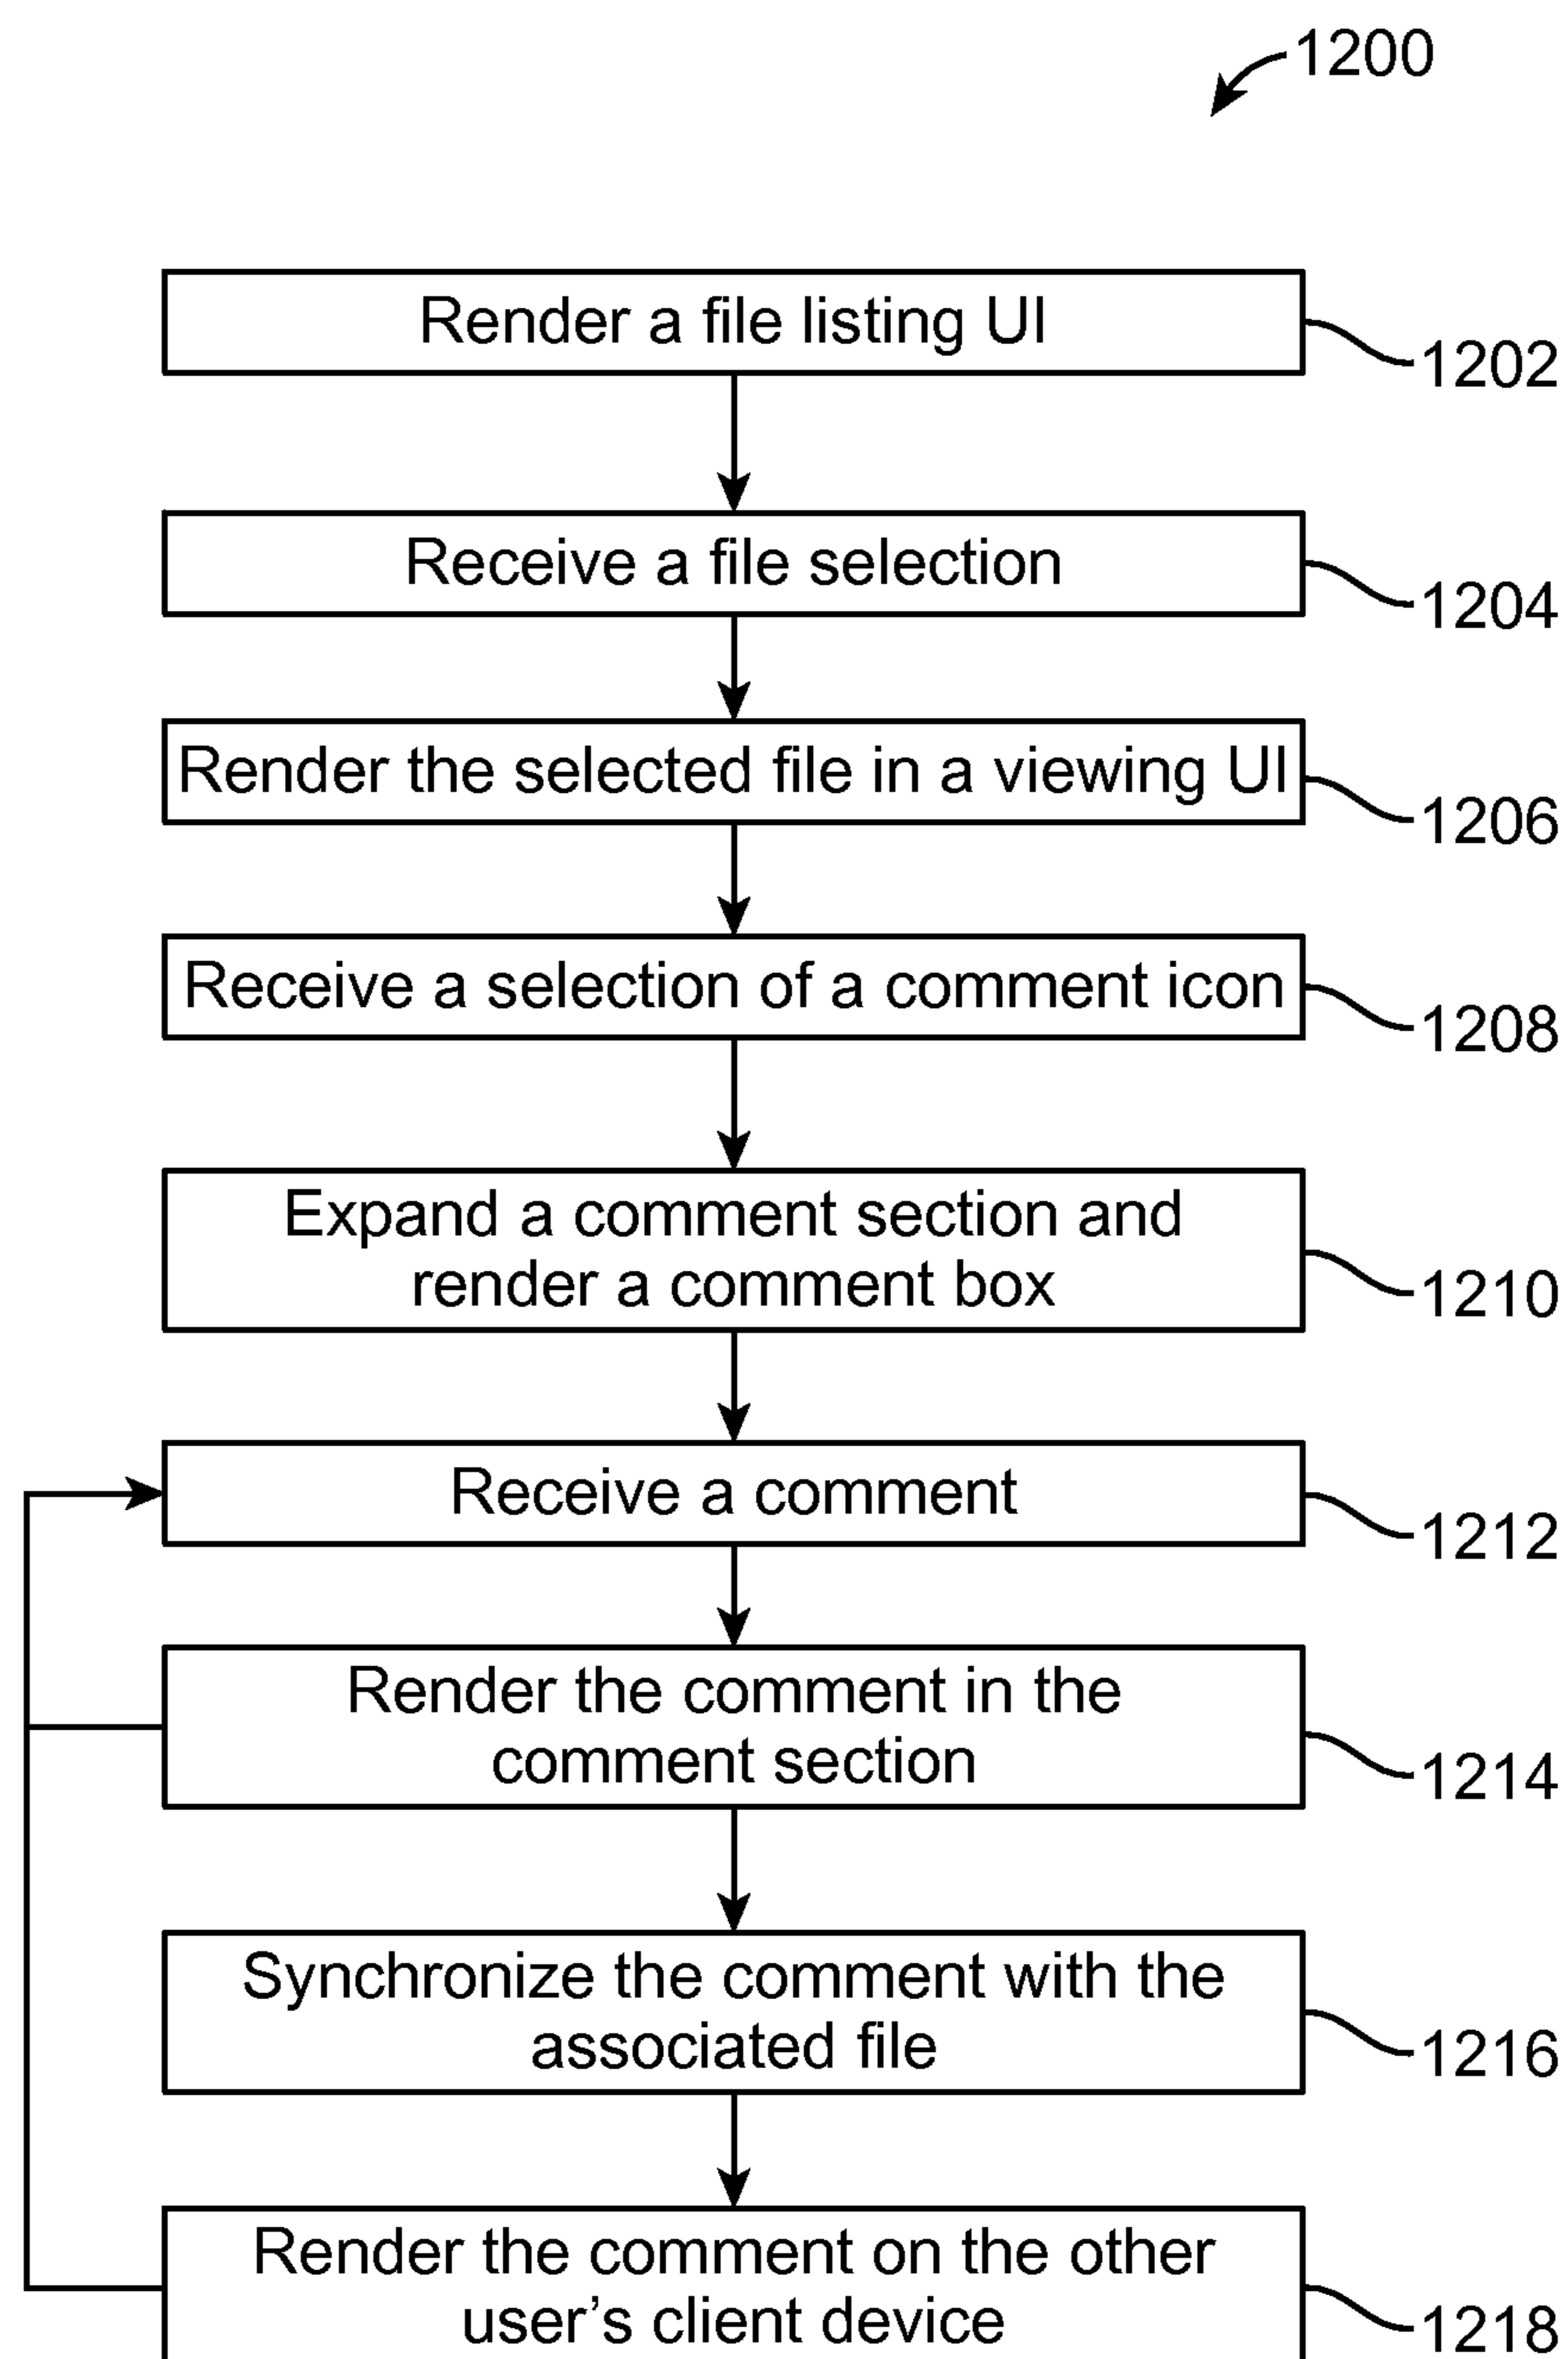 1200
Render a file listing UI
1202
Receive a file selection
1204
Render the selected file in a viewing UI
1206
Receive a selection of a comment icon
1208
Expand a comment section and
render a comment box
1210
Receive a comment
1212
Render the comment in the
comment section
1214
Synchronize the comment with the
associated file
1216
Render the comment on the other
user’s client device
1218